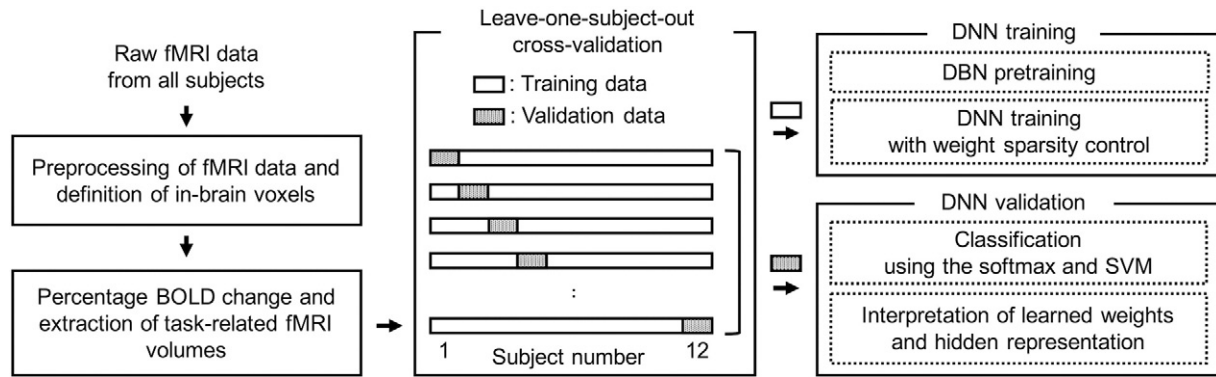 Raw fMRI data
from all subjects
Preprocessing of fMRI data and
definition of in-brain voxels
Percentage BOLD change and
extraction of task-related fMRI
volumes
Leave-one-subject-out
cross-validation
: Training data
: Validation data
:
1
12
Subject number
DNN training
DBN pretraining
DNN training
with weight sparsity control
DNN validation
Classification
using the softmax and SVM
Interpretation of learned weights
and hidden representation